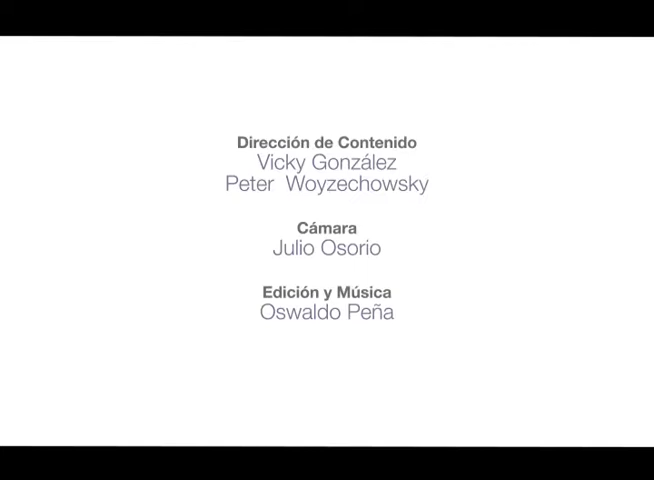 Dirección de Contenido
Vicky González
Peter Woyzechowsky
Cámara
Julio Osorio
Edición y Música
Oswaldo Peña